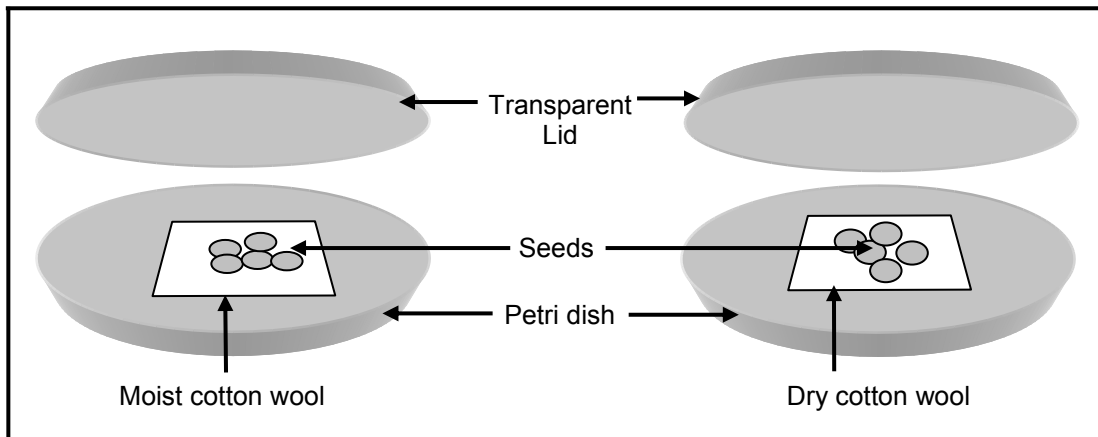 Transparent
Lid
Seeds
Petri dish
Moist cotton wool
Dry cotton wool